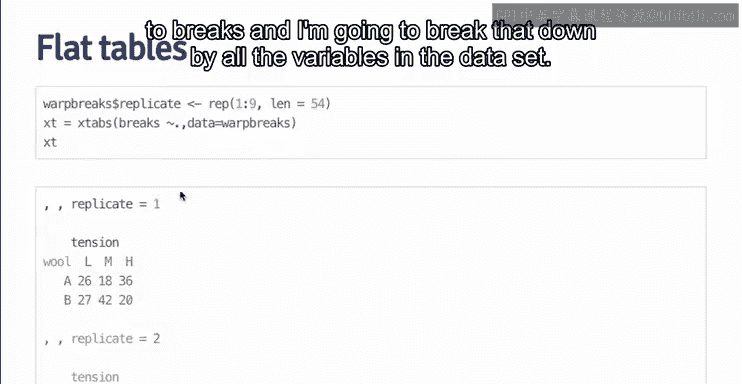 to breaks and I'm going to break that down
Flat tables
by all the variables in the data set.
warpbreaks$replicate <- rep(1:9, len = 54)
xt = xtabs(breaks ~.,data=warpbreaks)
xt
, , replicate = 1
tension
wool L M H
A 26 18 36
B 27 42 20
, , replicate = 2
tension